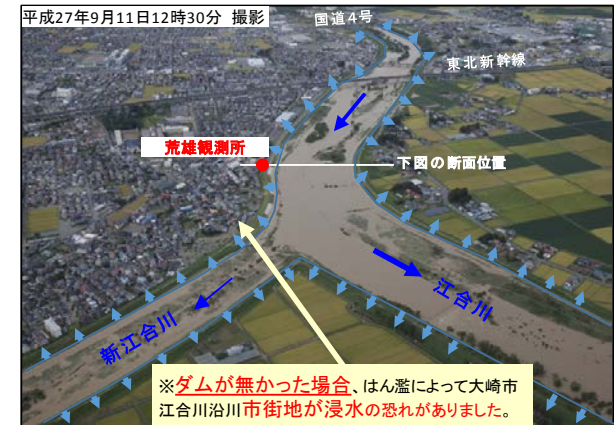 平成27年9月11日12時30分 撮影
国道4号
東北新幹線
荒雄観測所
下図の断面位置
江合川
新江合川
※ダムが無かった場合、はん濫によって大崎市
江合川沿川市街地が浸水の恐れがありました。